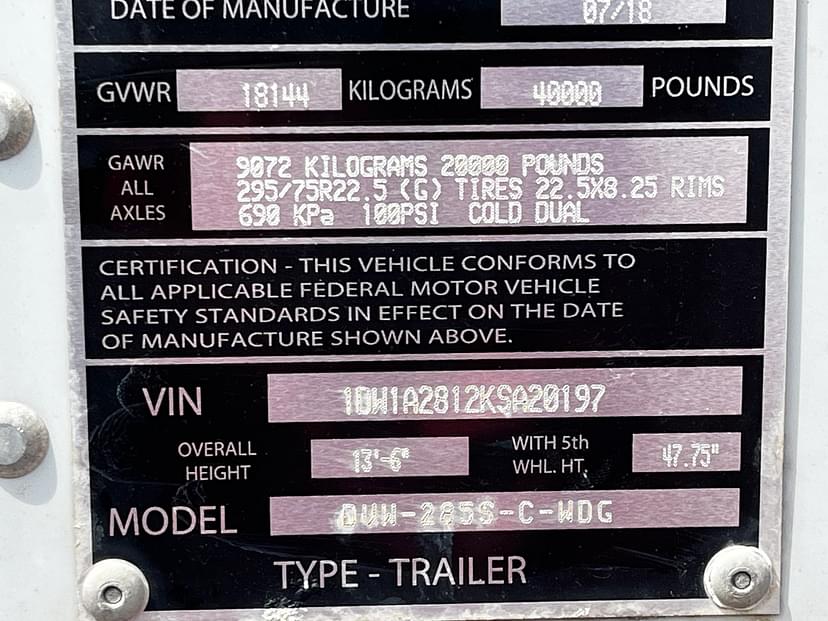 DATE OF MANUFACTURE 07/18
GVWR 18144 KILOGRAMS 40000 POUNDS
GAWR ALL AXLES
9072 KILOGRAMS 20000 POUNDS
295/75R22.5 (G) TIRES 22.5X8.25 RIMS
690 KPa 100PSI COLD DUAL
CERTIFICATION - THIS VEHICLE CONFORMS TO
ALL APPLICABLE FEDERAL MOTOR VEHICLE
SAFETY STANDARDS IN EFFECT ON THE DATE
OF MANUFACTURE SHOWN ABOVE.
VIN 1DW1A2812KSA20197
OVERALL HEIGHT 13'-6" WITH 5th WHL. HT. 47.75"
MODEL DVW-285S-C-WDG
TYPE - TRAILER